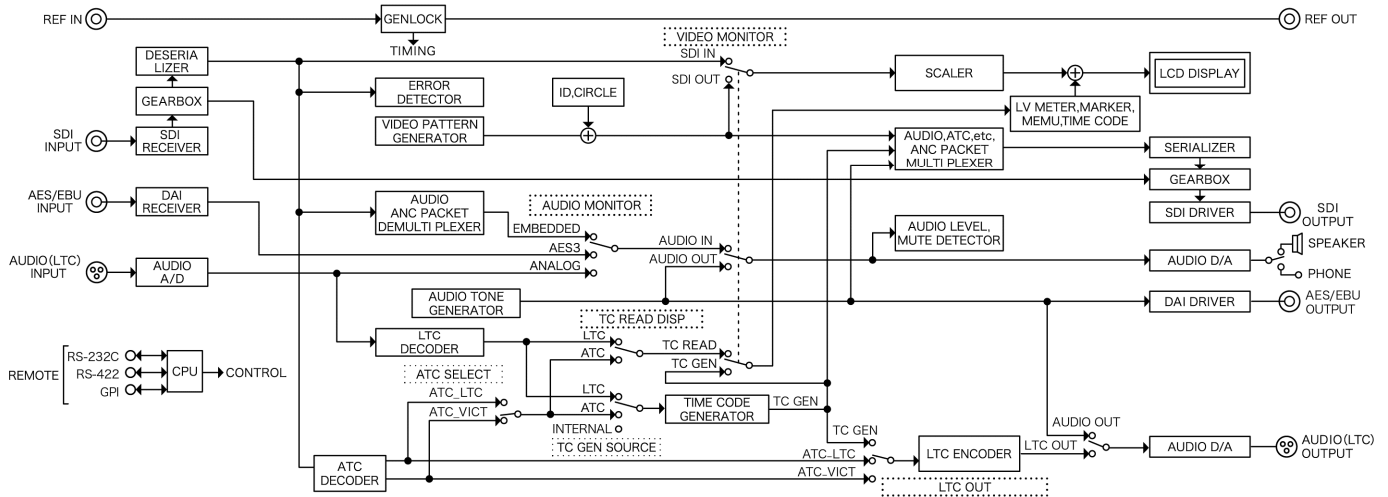 REF IN
GENLOCK
REF OUT
TIMING
VIDEO MONITOR
DESERIA
LIZER
SDI IN
SCALER
LCD DISPLAY
SDI OUT
GEARBOX
ERROR
DETECTOR
ID,CIRCLE
LV METER,MARKER,
MEMU,TIME CODE
SDI
INPUT
SDI
RECEIVER
VIDEO PATTERN
GENERATOR
AUDIO,ATC,etc,
ANC PACKET
MULTI PLEXER
SERIALIZER
GEARBOX
AES/EBU
INPUT
DAI
RECEIVER
AUDIO
ANC PACKET
DEMULTI PLEXER
AUDIO MONITOR
SDI DRIVER
SDI
OUTPUT
EMBEDDED
AUDIO LEVEL,
MUTE DETECTOR
AES3
AUDIO IN
SPEAKER
AUDIO(LTC)
INPUT
AUDIO
A/D
ANALOG
AUDIO OUT
AUDIO D/A
PHONE
AUDIO TONE
GENERATOR
DAI DRIVER
AES/EBU
OUTPUT
TC READ DISP
LTC
DECODER
LTC
TC READ
ATC
TC GEN
REMOTE
RS-232C
RS-422
GPI
CPU
CONTROL
ATC SELECT
ATC_LTC
LTC
ATC_VICT
ATC
TIME CODE
GENERATOR
TC GEN
INTERNAL
TC GEN SOURCE
TC GEN
AUDIO OUT
ATC
DECODER
ATC_LTC
LTC ENCODER
LTC OUT
AUDIO D/A
AUDIO(LTC)
OUTPUT
ATC_VICT
LTC OUT